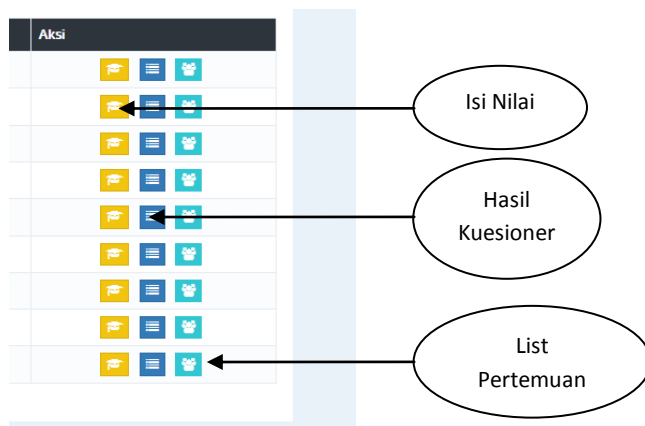 Aksi
Isi Nilai
Hasil
Kuesioner
List
Pertemuan